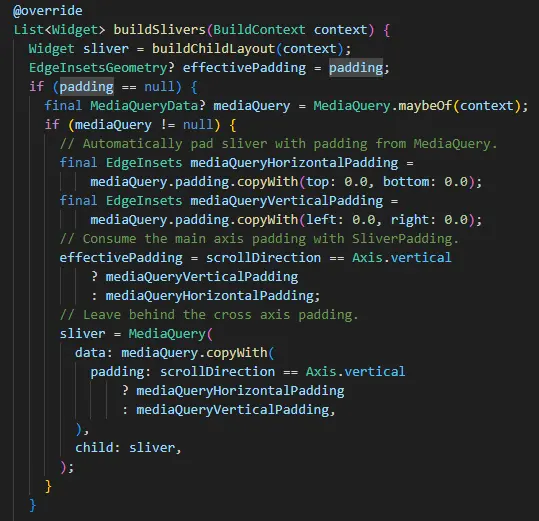 @override
List<Widget> buildSlivers(BuildContext context) {
  Widget sliver = buildChildLayout(context);
  EdgeInsetsGeometry? effectivePadding = padding;
  if (padding == null) {
    final MediaQueryData? mediaQuery = MediaQuery.maybeOf(context);
    if (mediaQuery != null) {
      // Automatically pad sliver with padding from MediaQuery.
      final EdgeInsets mediaQueryHorizontalPadding =
          mediaQuery.padding.copyWith(top: 0.0, bottom: 0.0);
      final EdgeInsets mediaQueryVerticalPadding =
          mediaQuery.padding.copyWith(left: 0.0, right: 0.0);
      // Consume the main axis padding with SliverPadding.
      effectivePadding = scrollDirection == Axis.vertical
          ? mediaQueryVerticalPadding
          : mediaQueryHorizontalPadding;
      // Leave behind the cross axis padding.
      sliver = MediaQuery(
        data: mediaQuery.copyWith(
          padding: scrollDirection == Axis.vertical
              ? mediaQueryHorizontalPadding
              : mediaQueryVerticalPadding,
        ),
        child: sliver,
      );
    }
  }